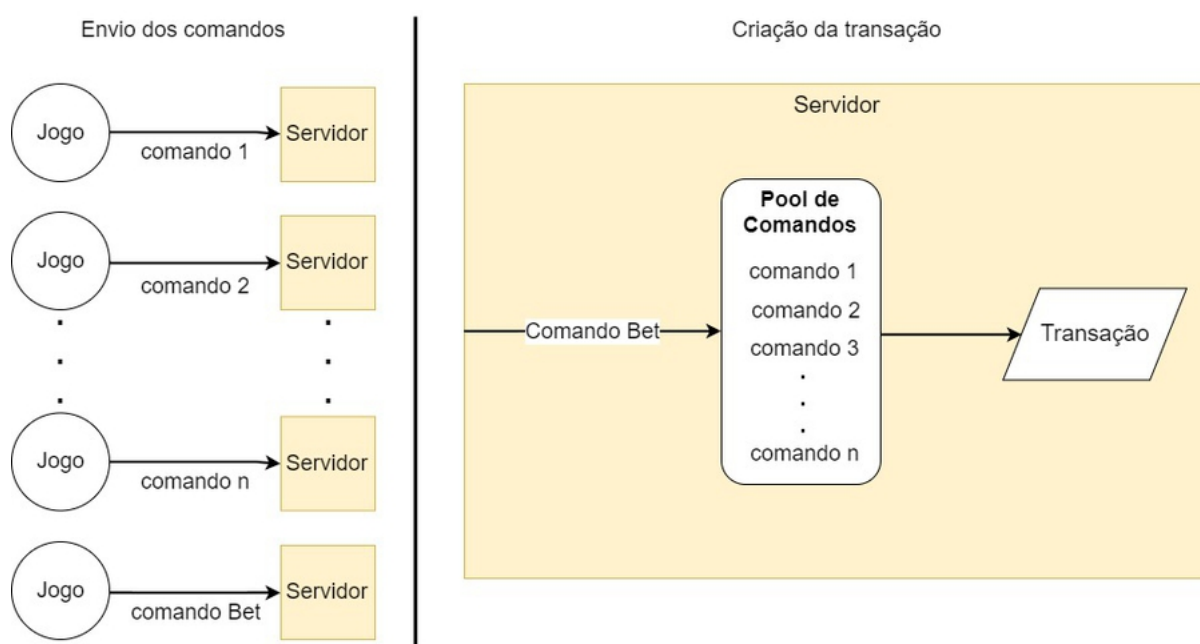 Envio dos comandos
Jogo
comando 1
Servidor
Jogo
comando 2
Servidor
Jogo
comando n
Servidor
Jogo
comando Bet
Servidor
Criação da transação
Servidor
Comando Bet
Pool de
Comandos
comando 1
comando 2
comando 3
comando n
Transação